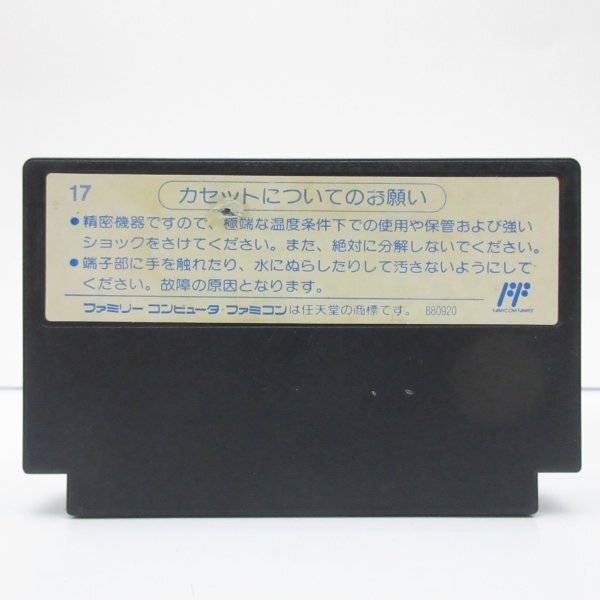 17
カセットについてのお願い
●精密機器ですので、極端な温度条件下での使用や保管および強い
ショックをさけてください。また、絶対に分解しないでください。
●端子部に手を触れたり、水にぬらしたりして汚さないようにして
ください。故障の原因となります。
FF
FAMICOM FAMILY
ファミリー コンピュータ・ファミコンは任天堂の商標です。 880920